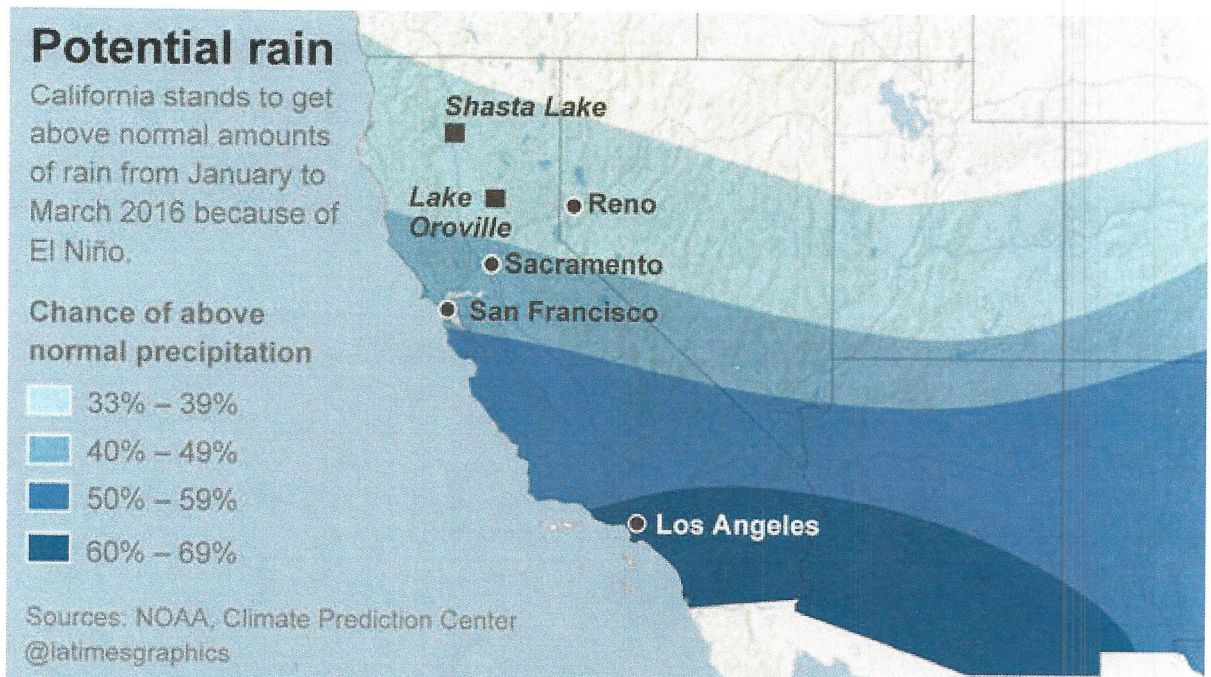 Potential rain
California stands to get
above normal amounts
of rain from January to
March 2016 because of
El Niño.
Chance of above
normal precipitation
33% – 39%
40% – 49%
50% – 59%
60% – 69%
Sources: NOAA, Climate Prediction Center
@latimesgraphics
Shasta Lake
Lake
Oroville
Reno
Sacramento
San Francisco
Los Angeles